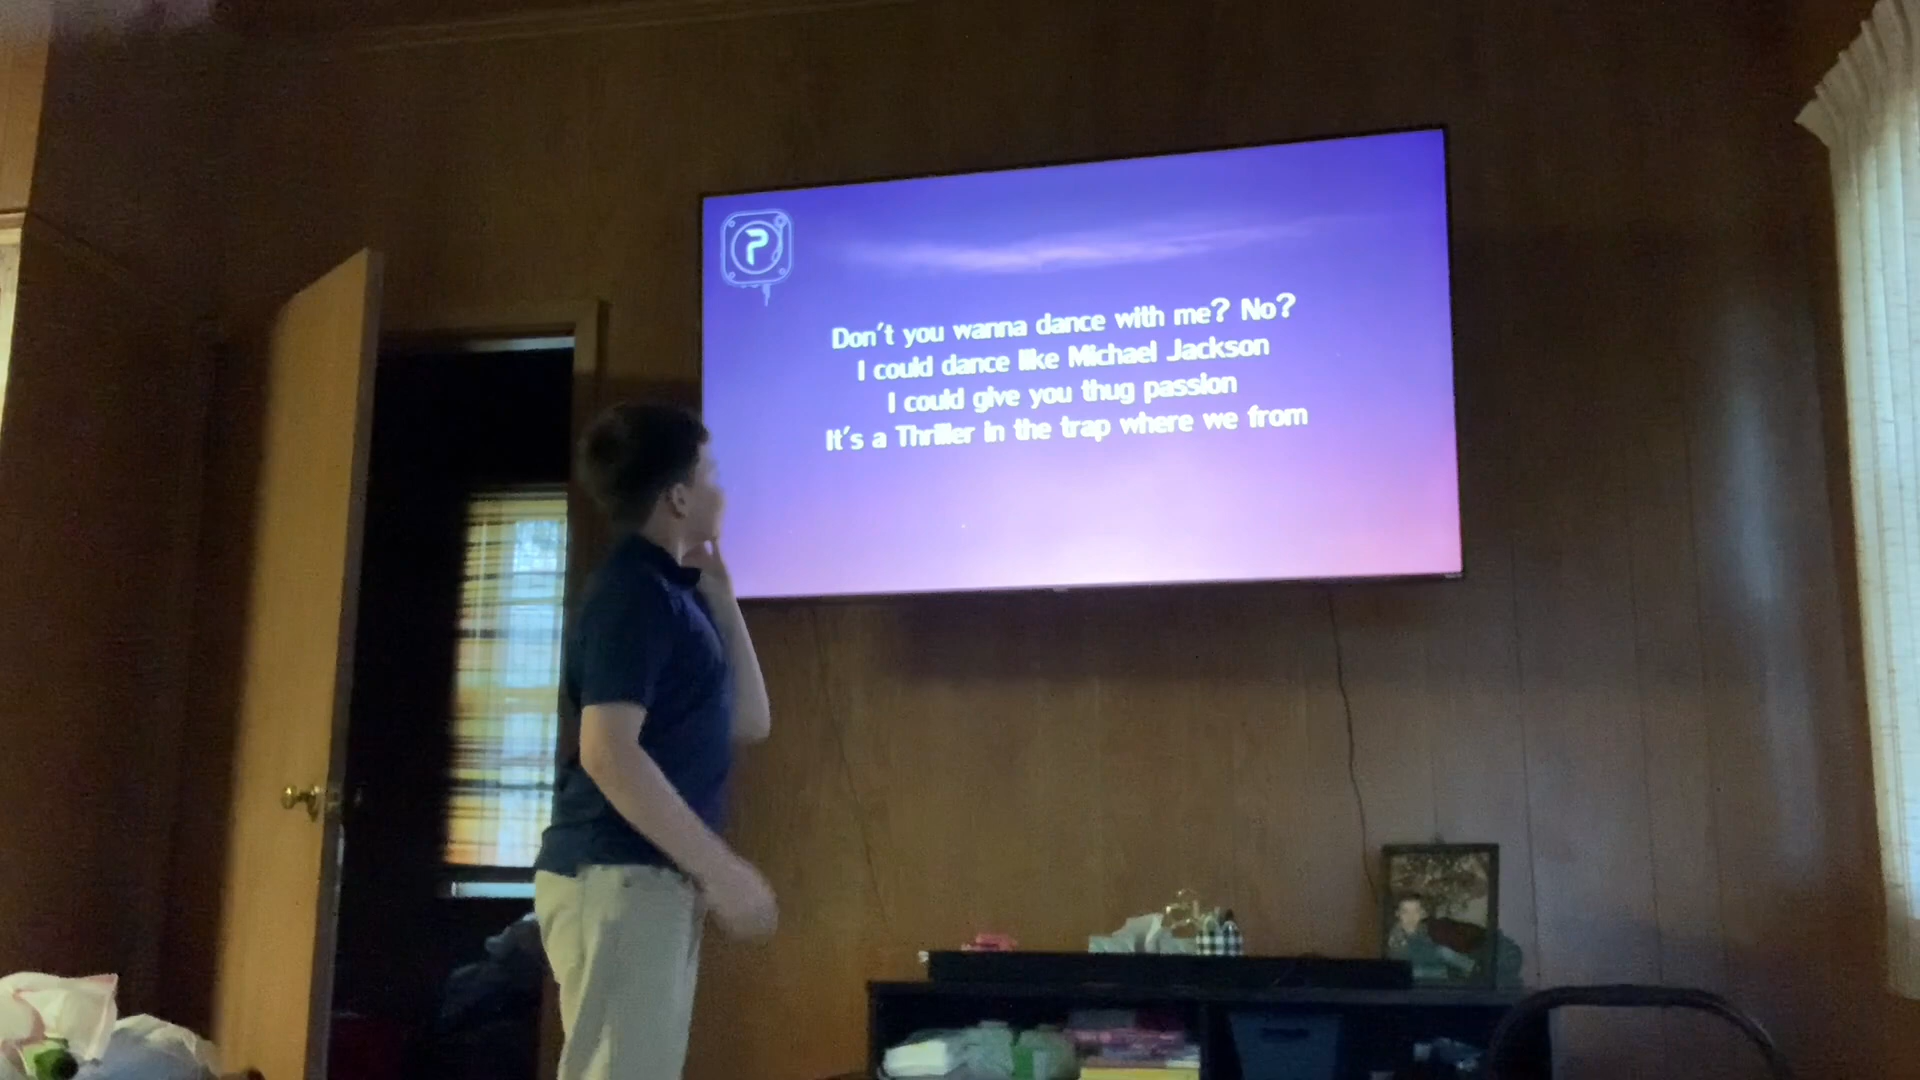 P
Don't you wanna dance with me? No?
I could dance like Michael Jackson
I could give you thug passion
It's a Thriller in the trap where we from